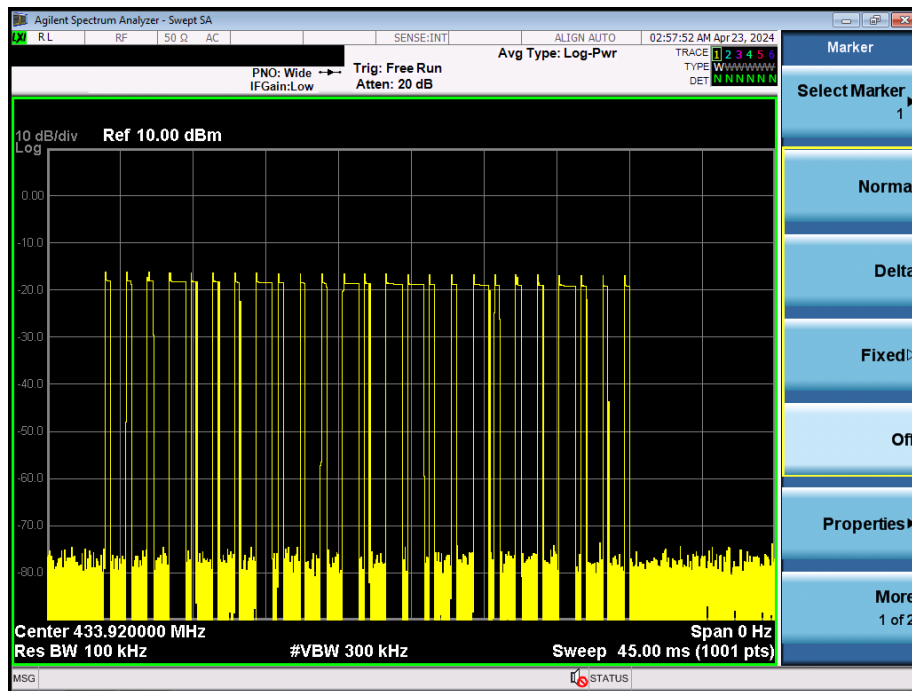 Agilent Spectrum Analyzer - Swept SA
LXI RL RF 50 Ω AC SENSE:INT ALIGN AUTO 02:57:52 AM Apr 23, 2024
Avg Type: Log-Pwr
TRACE 1 2 3 4 5 6
PNO: Wide Trig: Free Run
TYPE WWWWWW
IFGain:Low Atten: 20 dB
DET N N N N N N
10 dB/div Ref 10.00 dBm
Log
0.00
-10.0
-20.0
-30.0
-40.0
-50.0
-60.0
-70.0
-80.0
Center 433.920000 MHz Span 0 Hz
Res BW 100 kHz #VBW 300 kHz Sweep 45.00 ms (1001 pts)
MSG STATUS
Marker
Select Marker
1
Norma
Delta
Fixed
Off
Properties
More
1 of 2